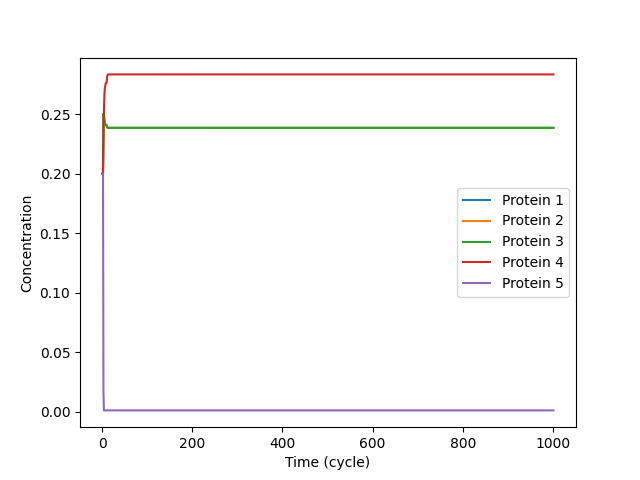 0.25
0.20
0.15
0.10
0.05
0.00
Concentration
Protein 1
Protein 2
Protein 3
Protein 4
Protein 5
0 200 400 600 800 1000
Time (cycle)